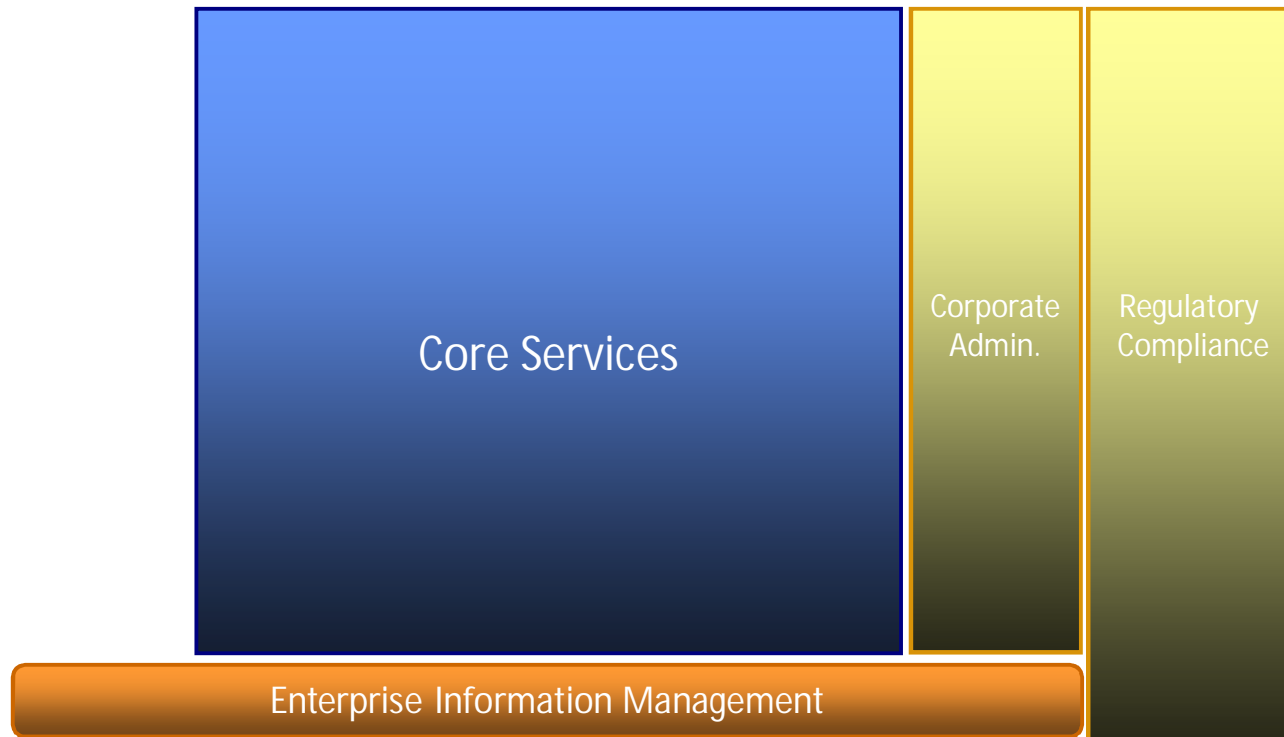 Core Services
Corporate
Admin.
Regulatory
Compliance
Enterprise Information Management